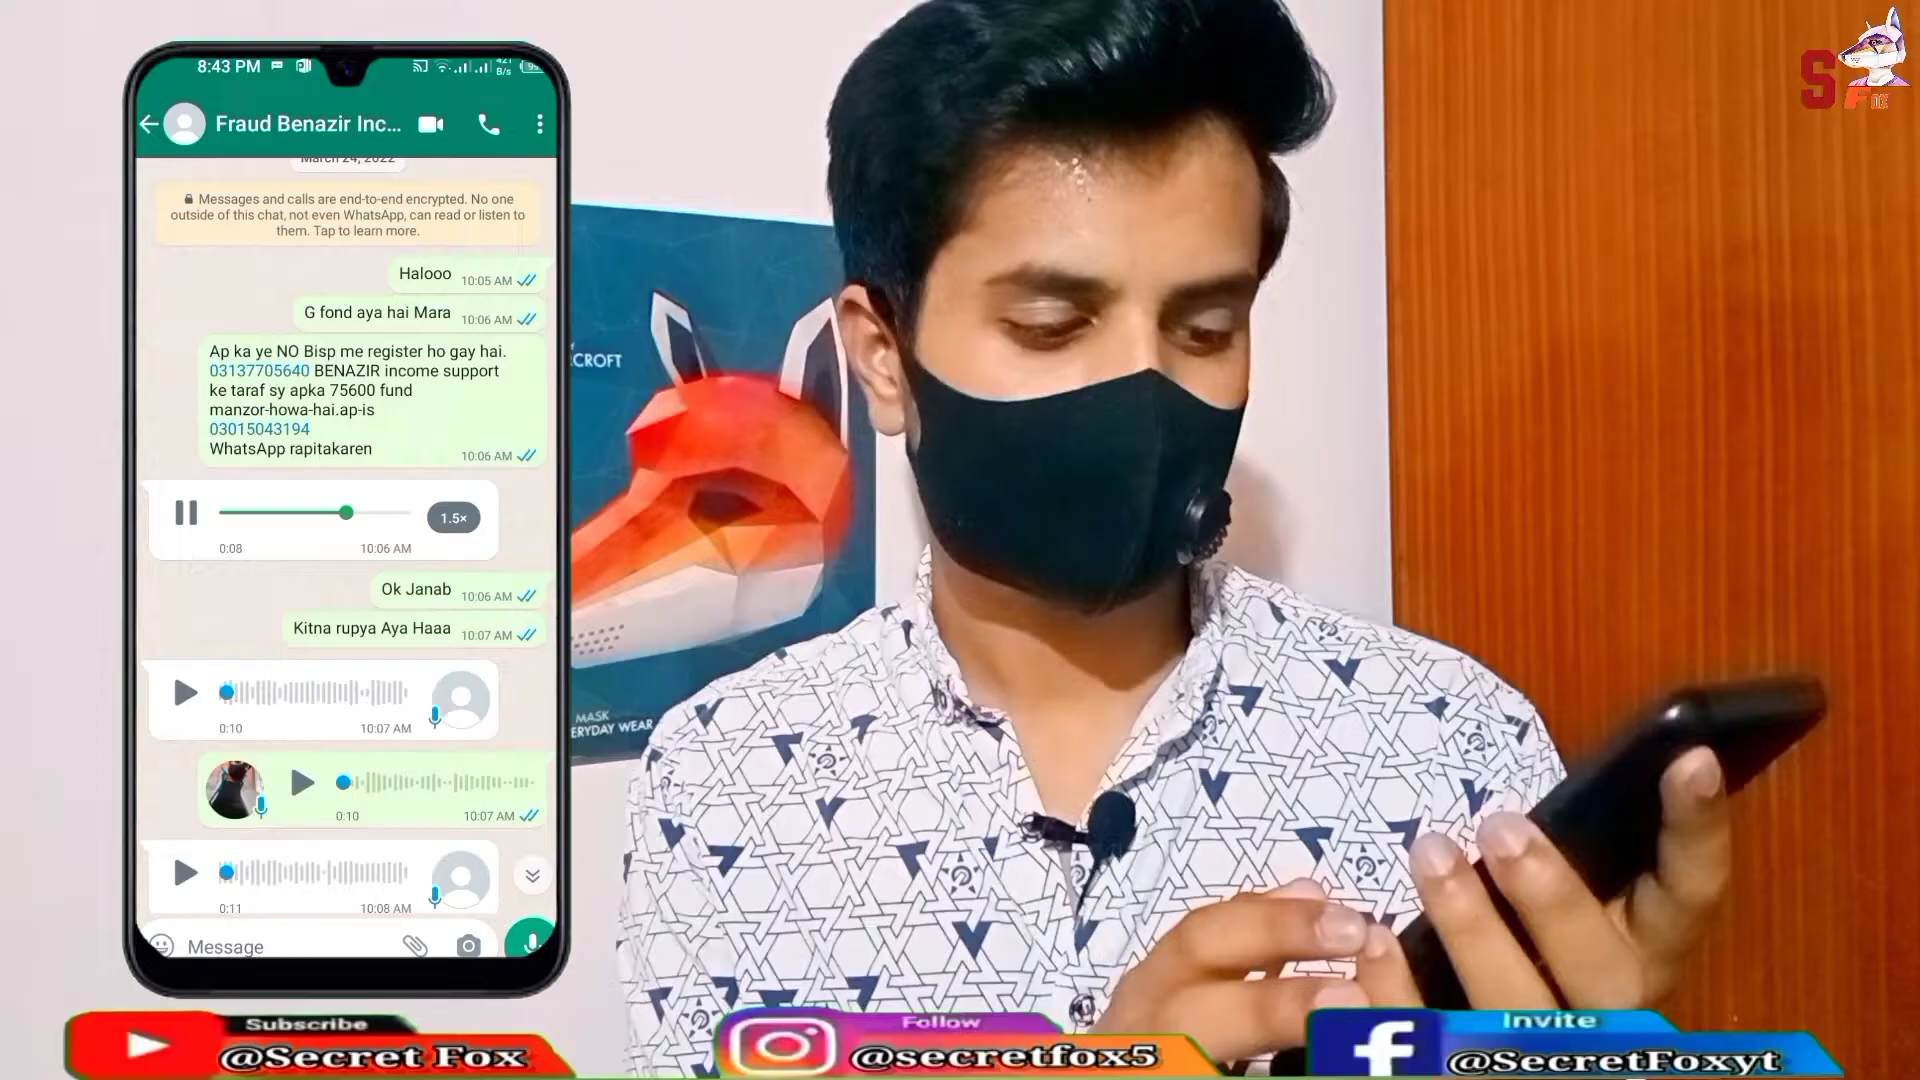 8:43 PM
421
B/s
99
Fraud Benazir Inc...
March 24, 2022
Messages and calls are end-to-end encrypted. No one
outside of this chat, not even WhatsApp, can read or listen to
them. Tap to learn more.
Halooo 10:05 AM
G fond aya hai Mara 10:06 AM
Ap ka ye NO Bisp me register ho gay hai.
03137705640 BENAZIR income support
ke taraf sy apka 75600 fund
manzor-howa-hai.ap-is
03015043194
WhatsApp rapitakaren 10:06 AM
1.5×
0:08 10:06 AM
Ok Janab 10:06 AM
Kitna rupya Aya Haaa 10:07 AM
0:10 10:07 AM
0:10 10:07 AM
0:11 10:08 AM
Message
CROFT
MASK
ERYDAY WEAR
S
Fox
Subscribe
@Secret Fox
Follow
@secretfox5
Invite
@SecretFoxyt